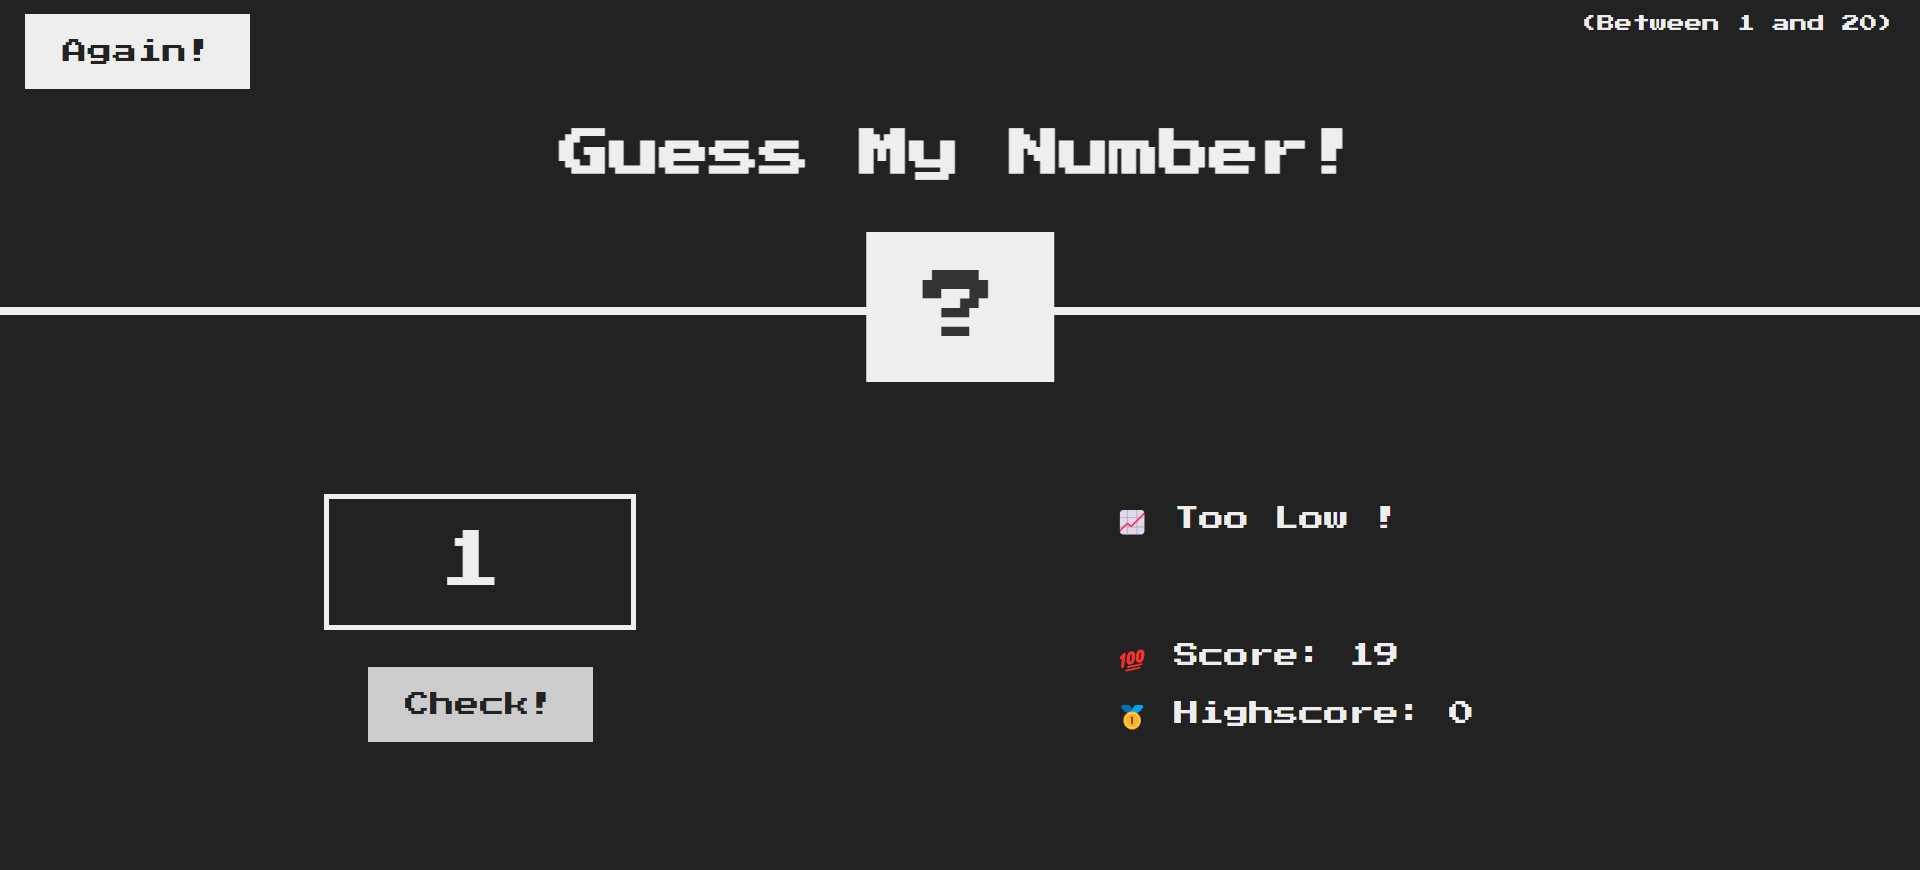 Again!
(Between 1 and 20)
Guess My Number!
?
1
Check!
📈 Too Low !
💯 Score: 19
🥇 Highscore: 0